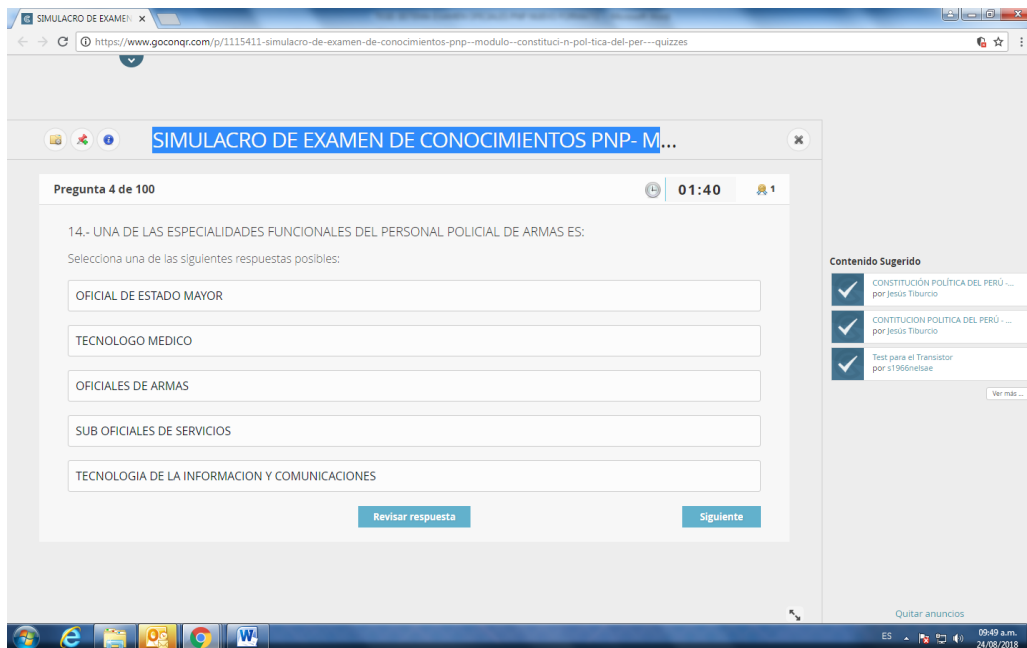 SIMULACRO DE EXAMEN
https://www.goconqr.com/p/1115411-simulacro-de-examen-de-conocimientos-pnp--modulo--constituci-n-pol-tica-del-per---quizzes
SIMULACRO DE EXAMEN DE CONOCIMIENTOS PNP- M...
Pregunta 4 de 100
01:40
1
14.- UNA DE LAS ESPECIALIDADES FUNCIONALES DEL PERSONAL POLICIAL DE ARMAS ES:
Selecciona una de las siguientes respuestas posibles:
OFICIAL DE ESTADO MAYOR
TECNOLOGO MEDICO
OFICIALES DE ARMAS
SUB OFICIALES DE SERVICIOS
TECNOLOGIA DE LA INFORMACION Y COMUNICACIONES
Revisar respuesta
Siguiente
Contenido Sugerido
CONSTITUCIÓN POLÍTICA DEL PERÚ -...
por Jesús Tiburcio
CONTITUCION POLITICA DEL PERÚ - ...
por Jesús Tiburcio
Test para el Transistor
por s1966nelsae
Ver más ...
Quitar anuncios
ES
09:49 a.m.
24/08/2018